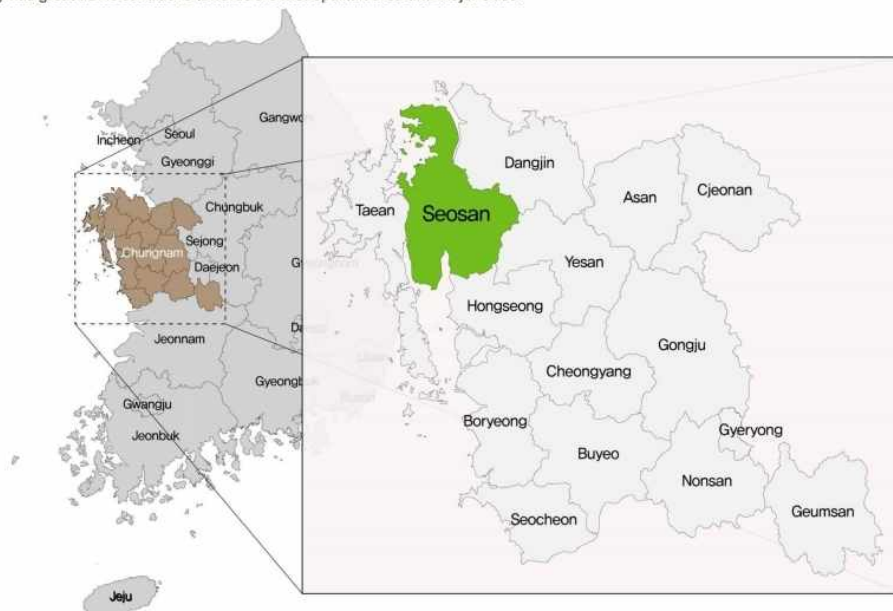 Incheon
Seoul
Gangwo
Gyeonggi
Chungbuk
Sejong
Chungnam
Daejeon
Jeonnam
Gyeongb
Gwangju
Jeonbuk
Jeju
Dangjin
Asan
Cjeonan
Taean
Seosan
Yesan
Hongseong
Gongju
Cheongyang
Boryeong
Gyeryong
Buyeo
Nonsan
Geumsan
Seocheon